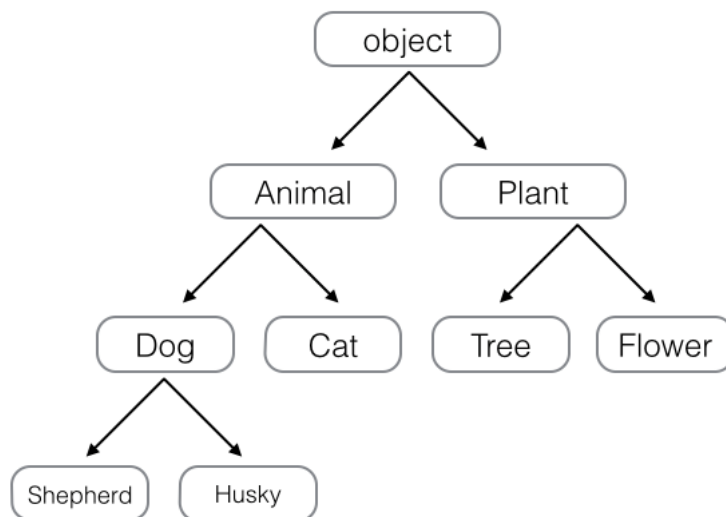 object
Animal
Plant
Dog
Cat
Tree
Flower
Shepherd
Husky